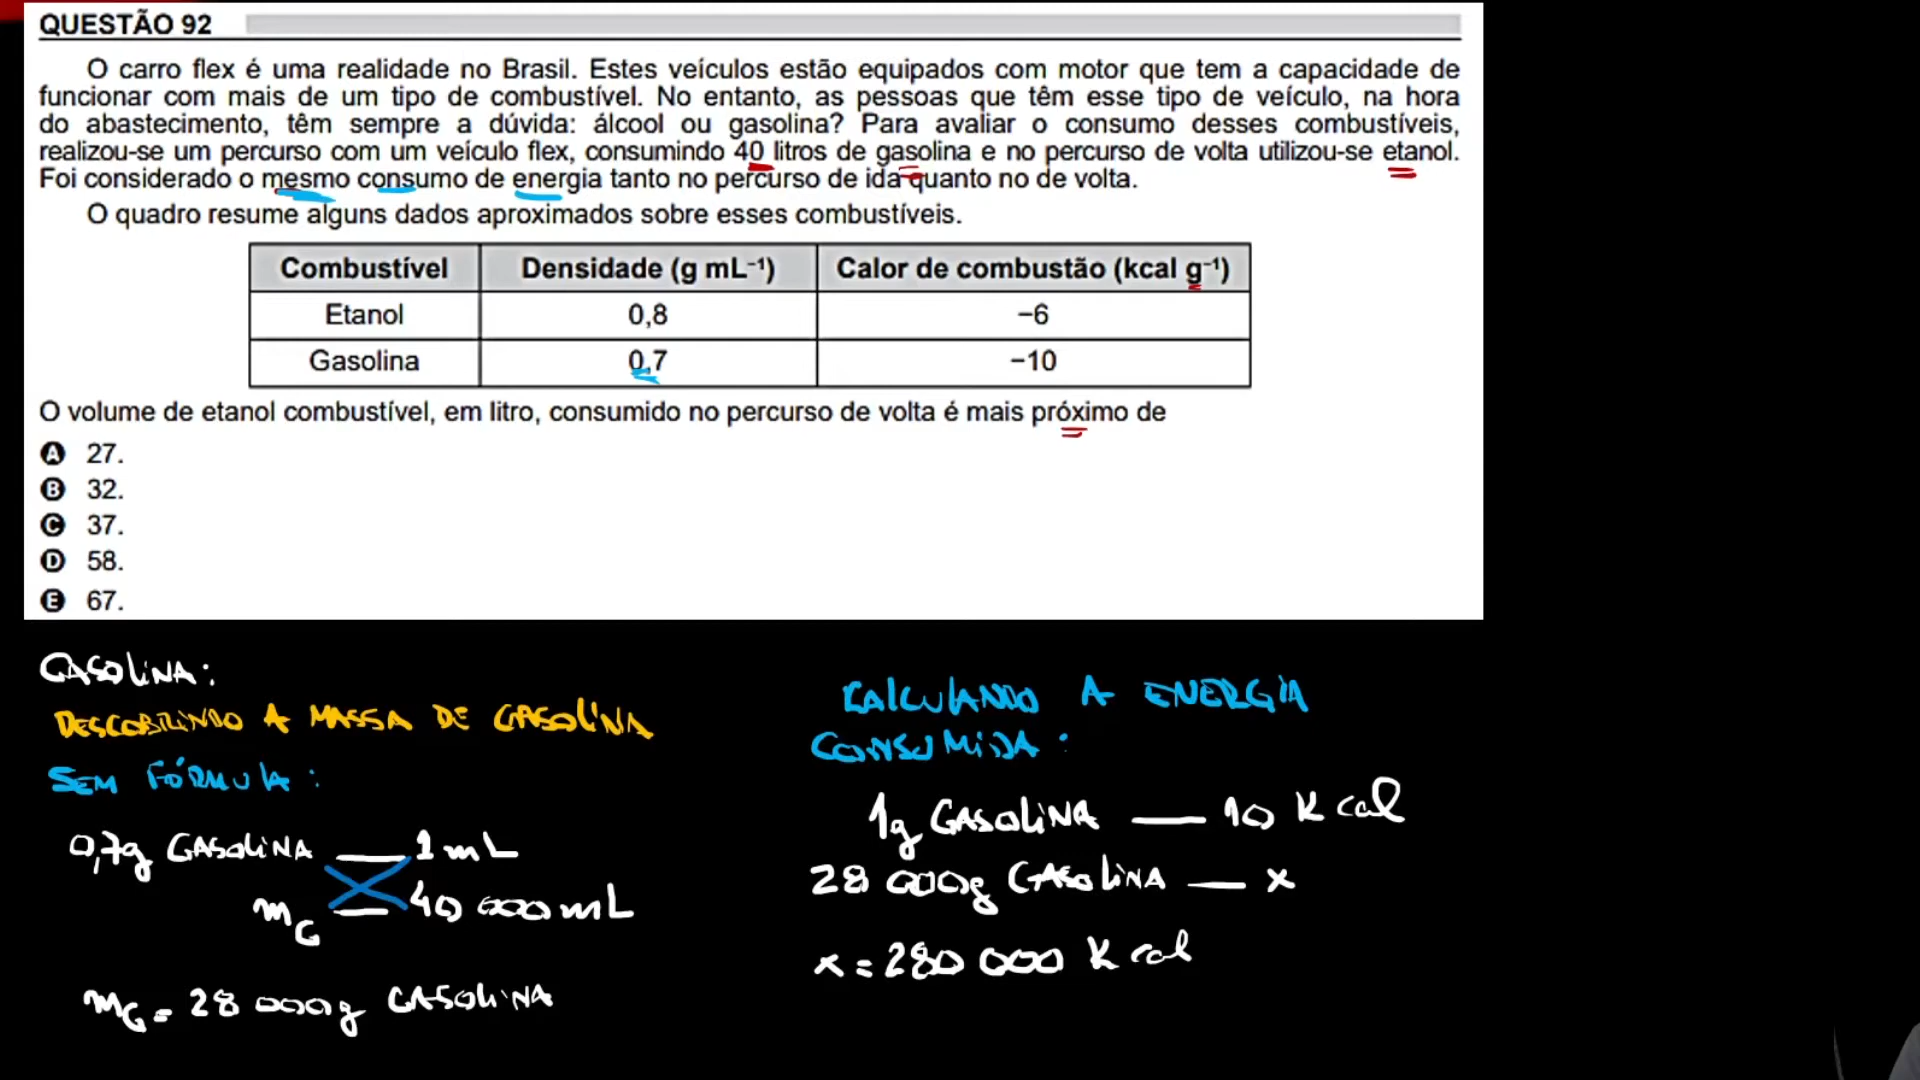 QUESTÃO 92
O carro flex é uma realidade no Brasil. Estes veículos estão equipados com motor que tem a capacidade de
funcionar com mais de um tipo de combustível. No entanto, as pessoas que têm esse tipo de veículo, na hora
do abastecimento, têm sempre a dúvida: álcool ou gasolina? Para avaliar o consumo desses combustíveis,
realizou-se um percurso com um veículo flex, consumindo 40 litros de gasolina e no percurso de volta utilizou-se etanol.
Foi considerado o mesmo consumo de energia tanto no percurso de ida quanto no de volta.
O quadro resume alguns dados aproximados sobre esses combustíveis.
Combustível Densidade (g mL⁻¹) Calor de combustão (kcal g⁻¹)
Etanol 0,8 −6
Gasolina 0,7 −10
O volume de etanol combustível, em litro, consumido no percurso de volta é mais próximo de
A 27.
B 32.
C 37.
D 58.
E 67.
GASOLINA:
DESCOBRINDO A MASSA DE GASOLINA
SEM FÓRMULA:
0,7g GASOLINA — 1 mL
mG — 40 000 mL
mG = 28 000g GASOLINA
CALCULANDO A ENERGIA
CONSUMIDA:
1g GASOLINA — 10 Kcal
28 000g GASOLINA — x
x = 280 000 Kcal